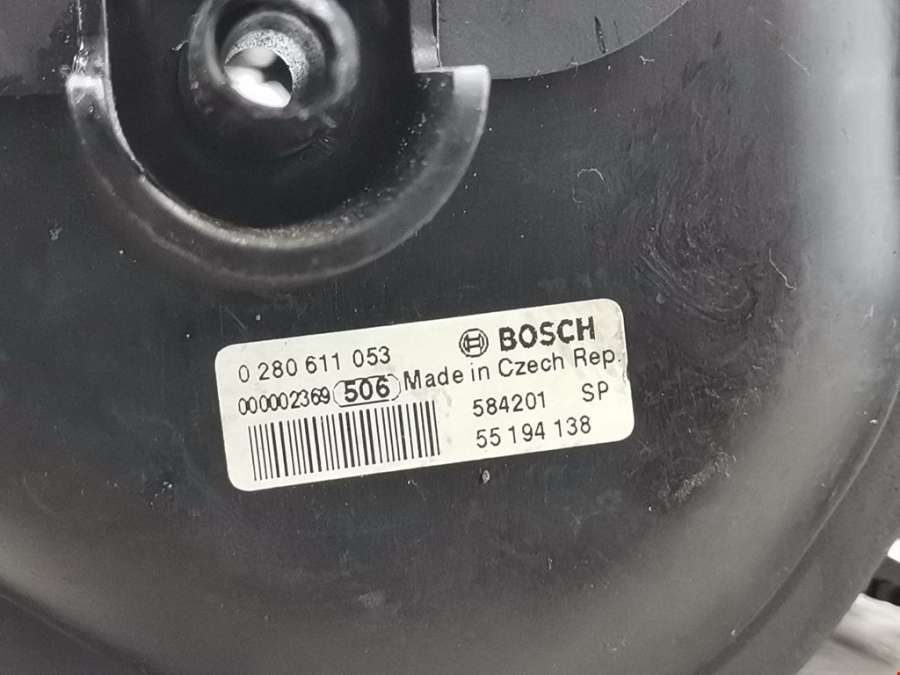 BOSCH
0 280 611 053
Made in Czech Rep.
000002369 506
584201 SP
55 194 138